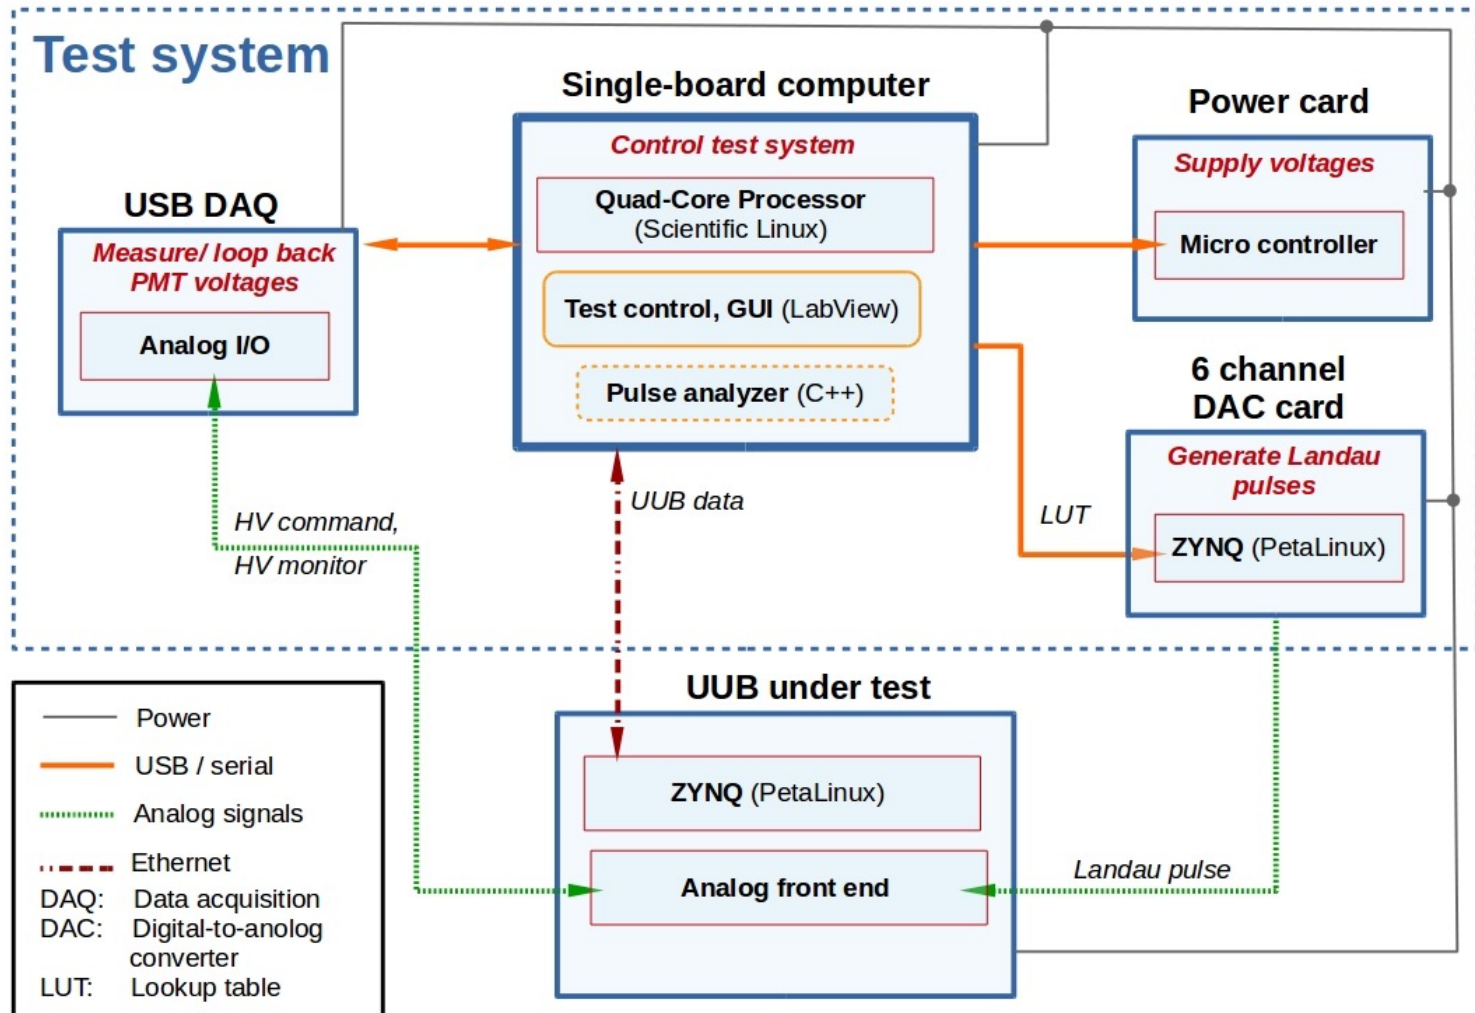 Test system
Single-board computer
Control test system
Quad-Core Processor
(Scientific Linux)
Test control, GUI (LabView)
Pulse analyzer (C++)
Power card
Supply voltages
Micro controller
USB DAQ
Measure/ loop back
PMT voltages
Analog I/O
6 channel
DAC card
Generate Landau
pulses
ZYNQ (PetaLinux)
HV command,
HV monitor
UUB data
LUT
UUB under test
ZYNQ (PetaLinux)
Analog front end
Landau pulse
Power
USB / serial
Analog signals
Ethernet
DAQ: Data acquisition
DAC: Digital-to-anolog
converter
LUT: Lookup table